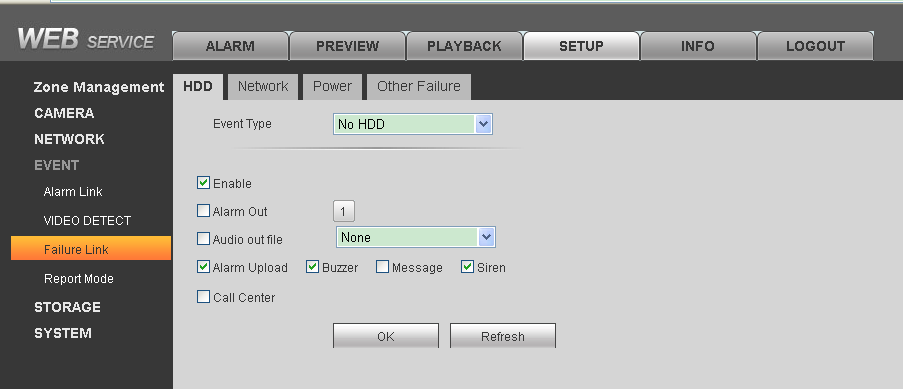 WEB SERVICE
ALARM PREVIEW PLAYBACK SETUP INFO LOGOUT
Zone Management
CAMERA
NETWORK
EVENT
Alarm Link
VIDEO DETECT
Failure Link
Report Mode
STORAGE
SYSTEM
HDD Network Power Other Failure
Event Type No HDD
Enable
Alarm Out 1
Audio out file None
Alarm Upload Buzzer Message Siren
Call Center
OK Refresh